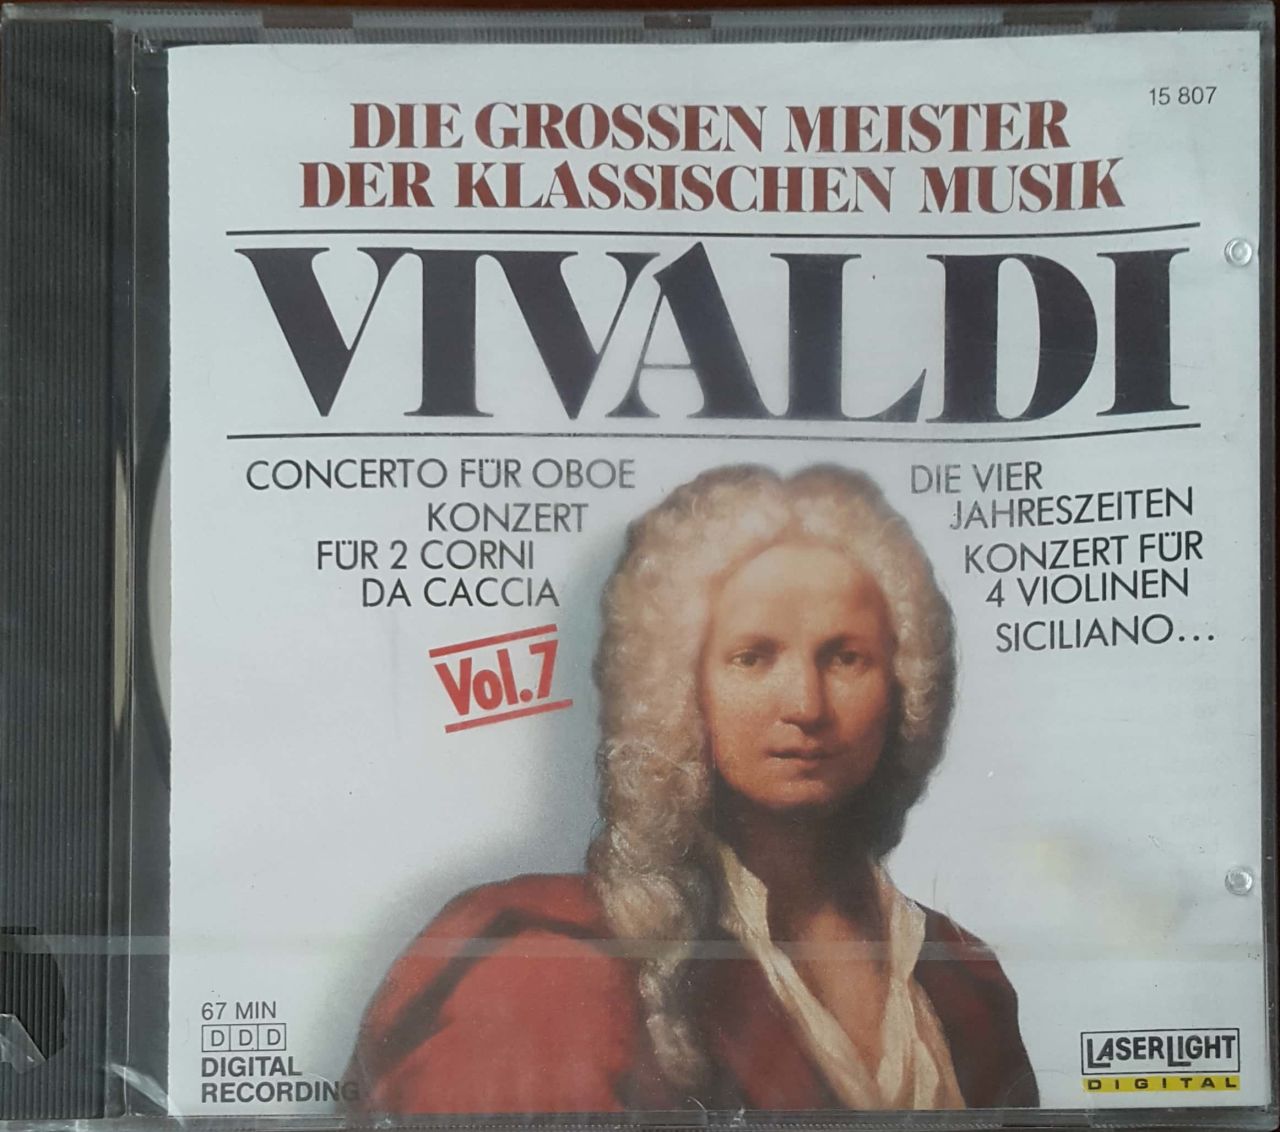 15 807
DIE GROSSEN MEISTER
DER KLASSISCHEN MUSIK
VIVALDI
CONCERTO FÜR OBOE
KONZERT
FÜR 2 CORNI
DA CACCIA
Vol.7
DIE VIER
JAHRESZEITEN
KONZERT FÜR
4 VIOLINEN
SICILIANO...
67 MIN
DDD
DIGITAL
RECORDING
LASERLIGHT
DIGITAL